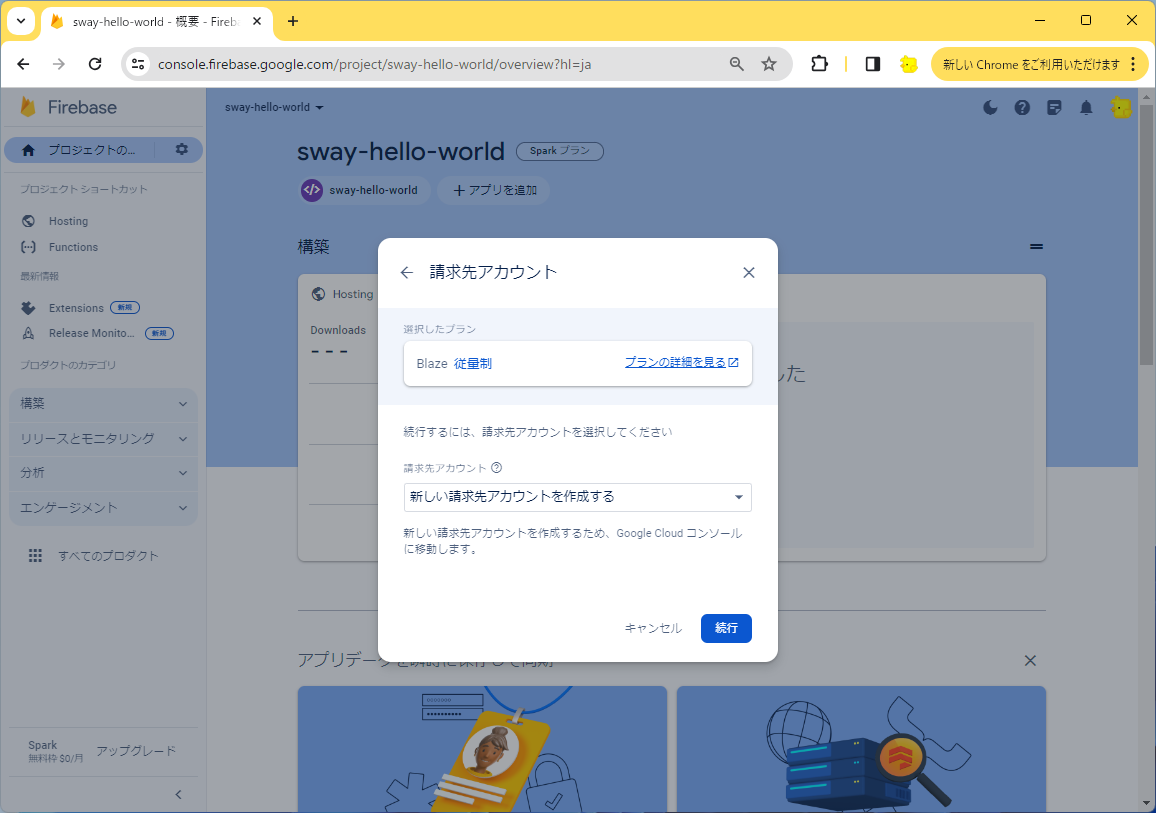 sway-hello-world - 概要 - Fireb
console.firebase.google.com/project/sway-hello-world/overview?hl=ja
新しい Chrome をご利用いただけます
Firebase
sway-hello-world
プロジェクトの...
sway-hello-world
Spark プラン
プロジェクト ショートカット
sway-hello-world
アプリを追加
Hosting
Functions
構築
最新情報
Extensions 新規
Release Monito... 新規
プロダクトのカテゴリ
構築
リリースとモニタリング
分析
エンゲージメント
すべてのプロダクト
Spark
無料枠 $0/月
アップグレード
Hosting
Downloads
- - -
した
請求先アカウント
選択したプラン
Blaze 従量制
プランの詳細を見る
続行するには、請求先アカウントを選択してください
請求先アカウント
新しい請求先アカウントを作成する
新しい請求先アカウントを作成するため、Google Cloud コンソール
に移動します。
キャンセル
続行
アプリデータを瞬時に保存して同期